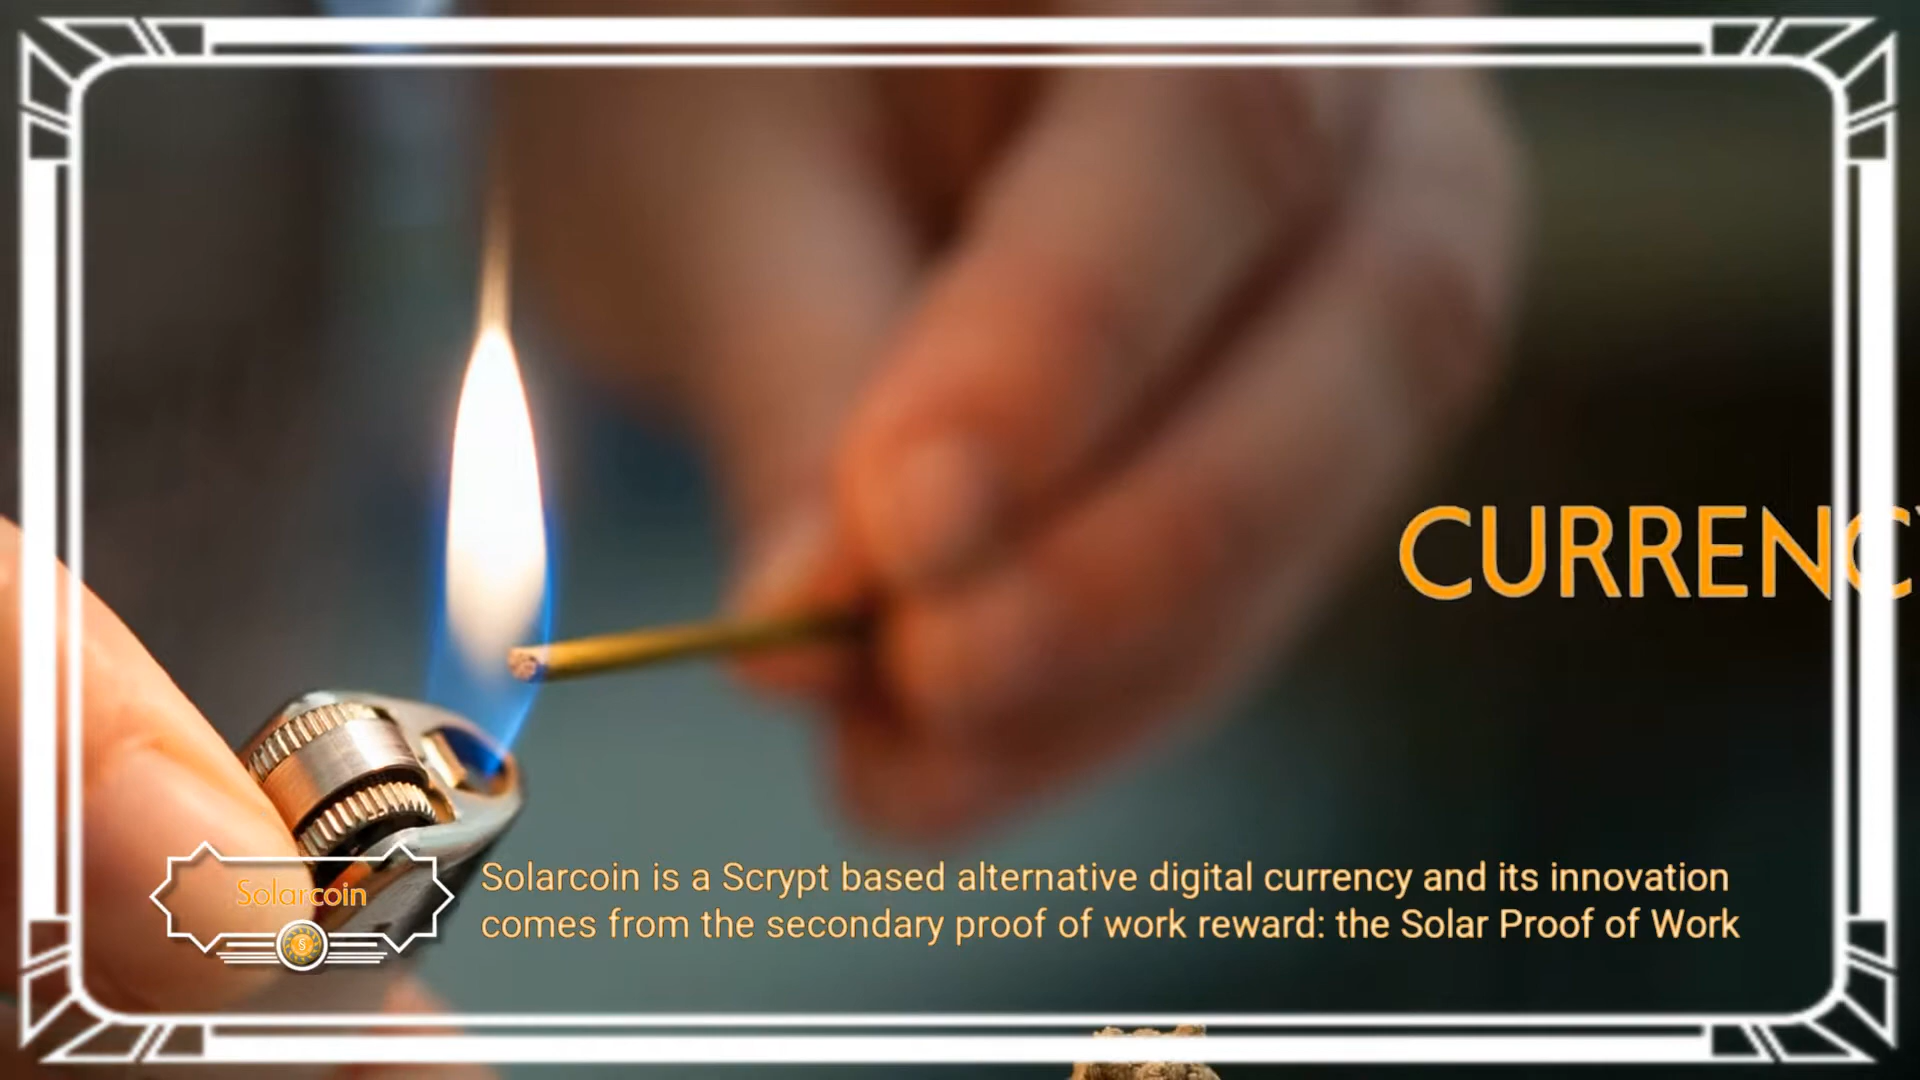 CURRENCY
Solarcoin
Solarcoin is a Scrypt based alternative digital currency and its innovation
comes from the secondary proof of work reward: the Solar Proof of Work